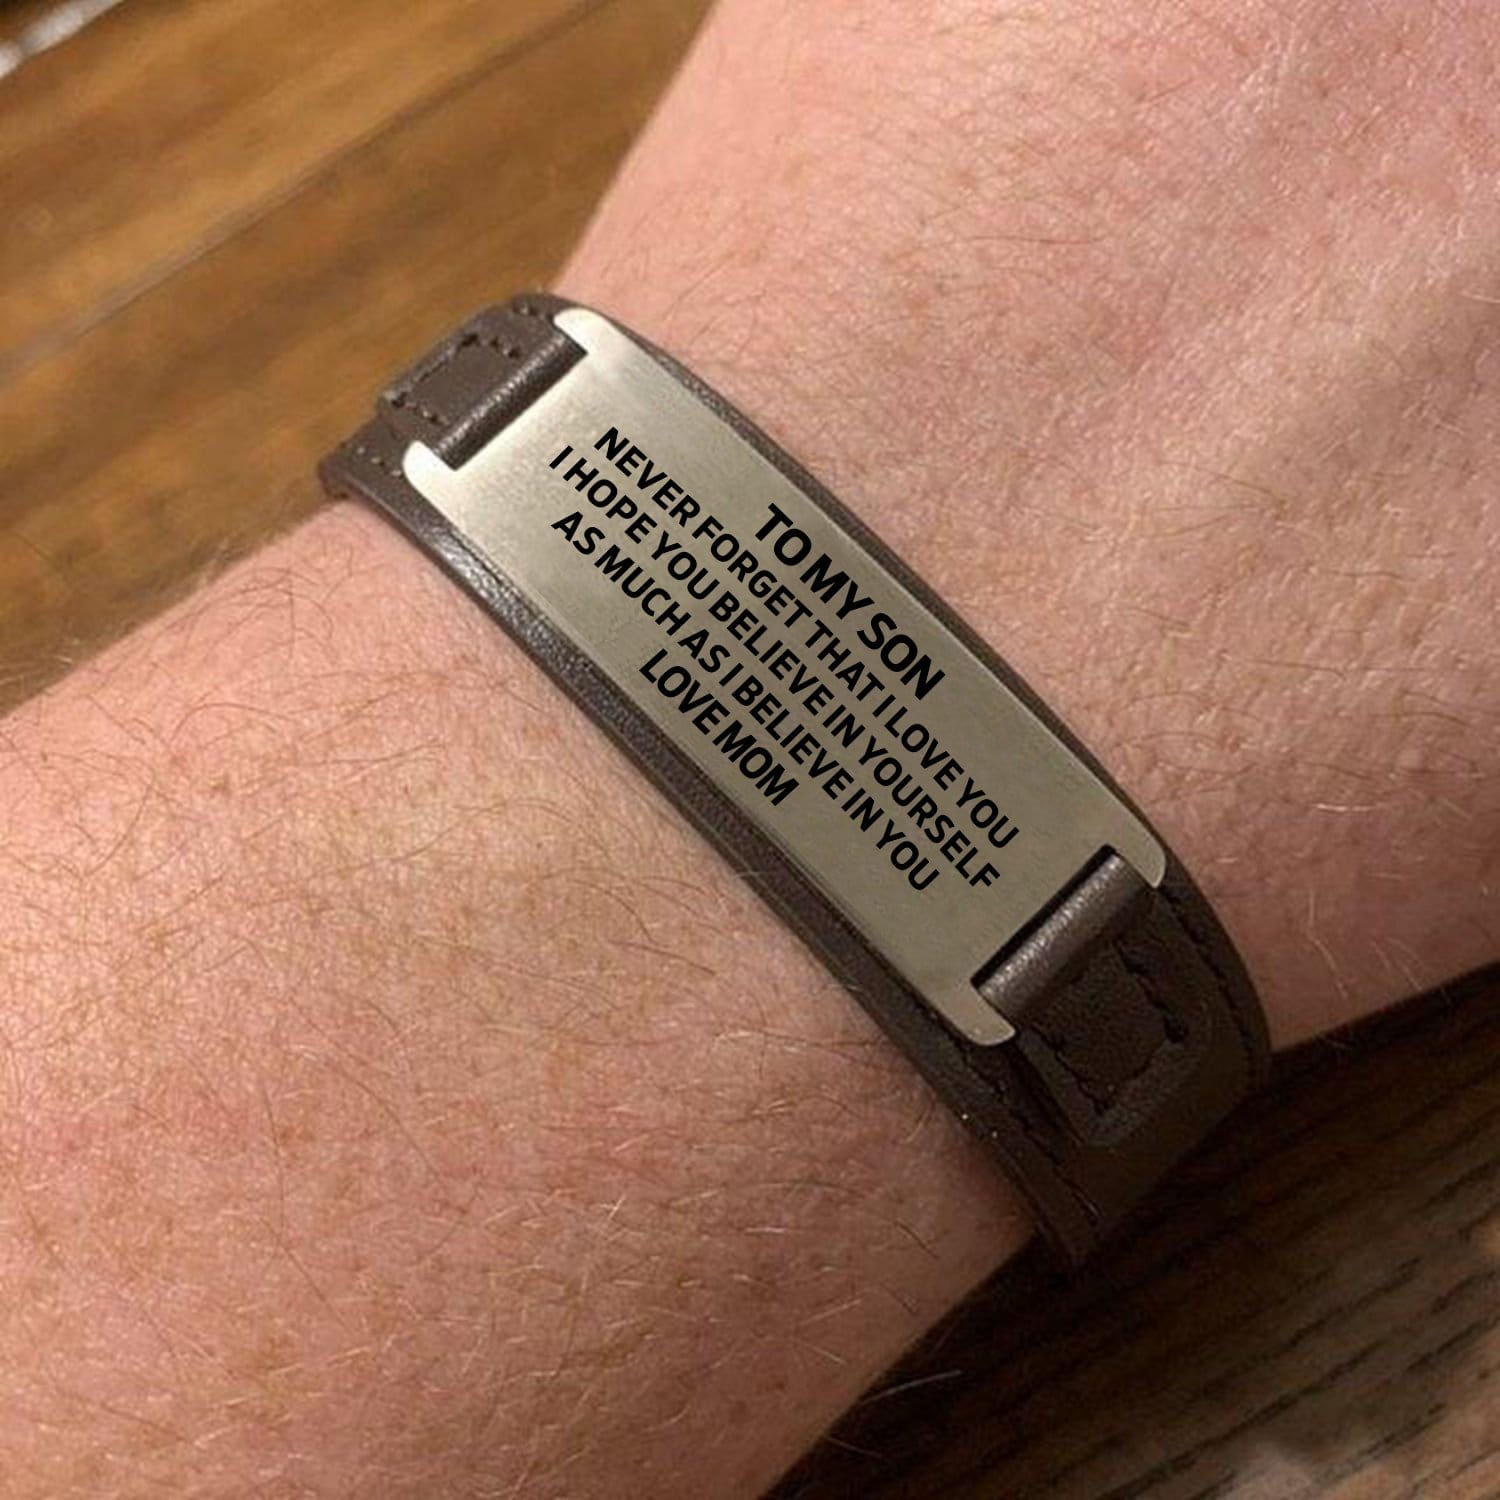 TO MY SON
NEVER FORGET THAT I LOVE YOU
I HOPE YOU BELIEVE IN YOURSELF
AS MUCH AS I BELIEVE IN YOU
LOVE MOM